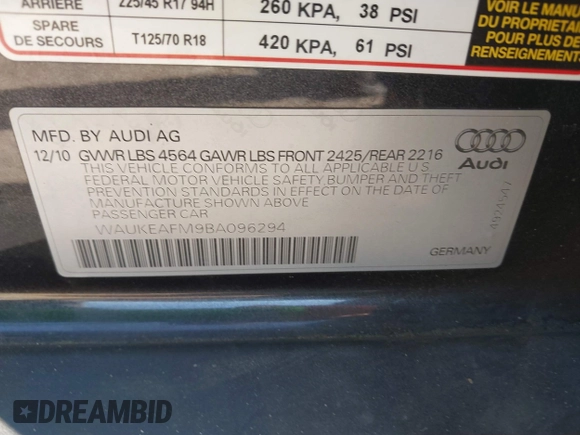 ARRIÈRE 225/45 R17 94H 260 KPA, 38 PSI
SPARE
DE SECOURS T125/70 R18 420 KPA, 61 PSI
VOIR LE MANU
DU PROPRIETAI
POUR PLUS DE
RENSEIGNEMENTS
MFD. BY AUDI AG
12/10 GVWR LBS 4564 GAWR LBS FRONT 2425/REAR 2216
THIS VEHICLE CONFORMS TO ALL APPLICABLE U S
FEDERAL MOTOR VEHICLE SAFETY BUMPER AND THEFT
PREVENTION STANDARDS IN EFFECT ON THE DATE OF
MANUFACTURE SHOWN ABOVE
PASSENGER CAR
WAUKEAFM9BA096294
Audi
GERMANY
DREAMBID